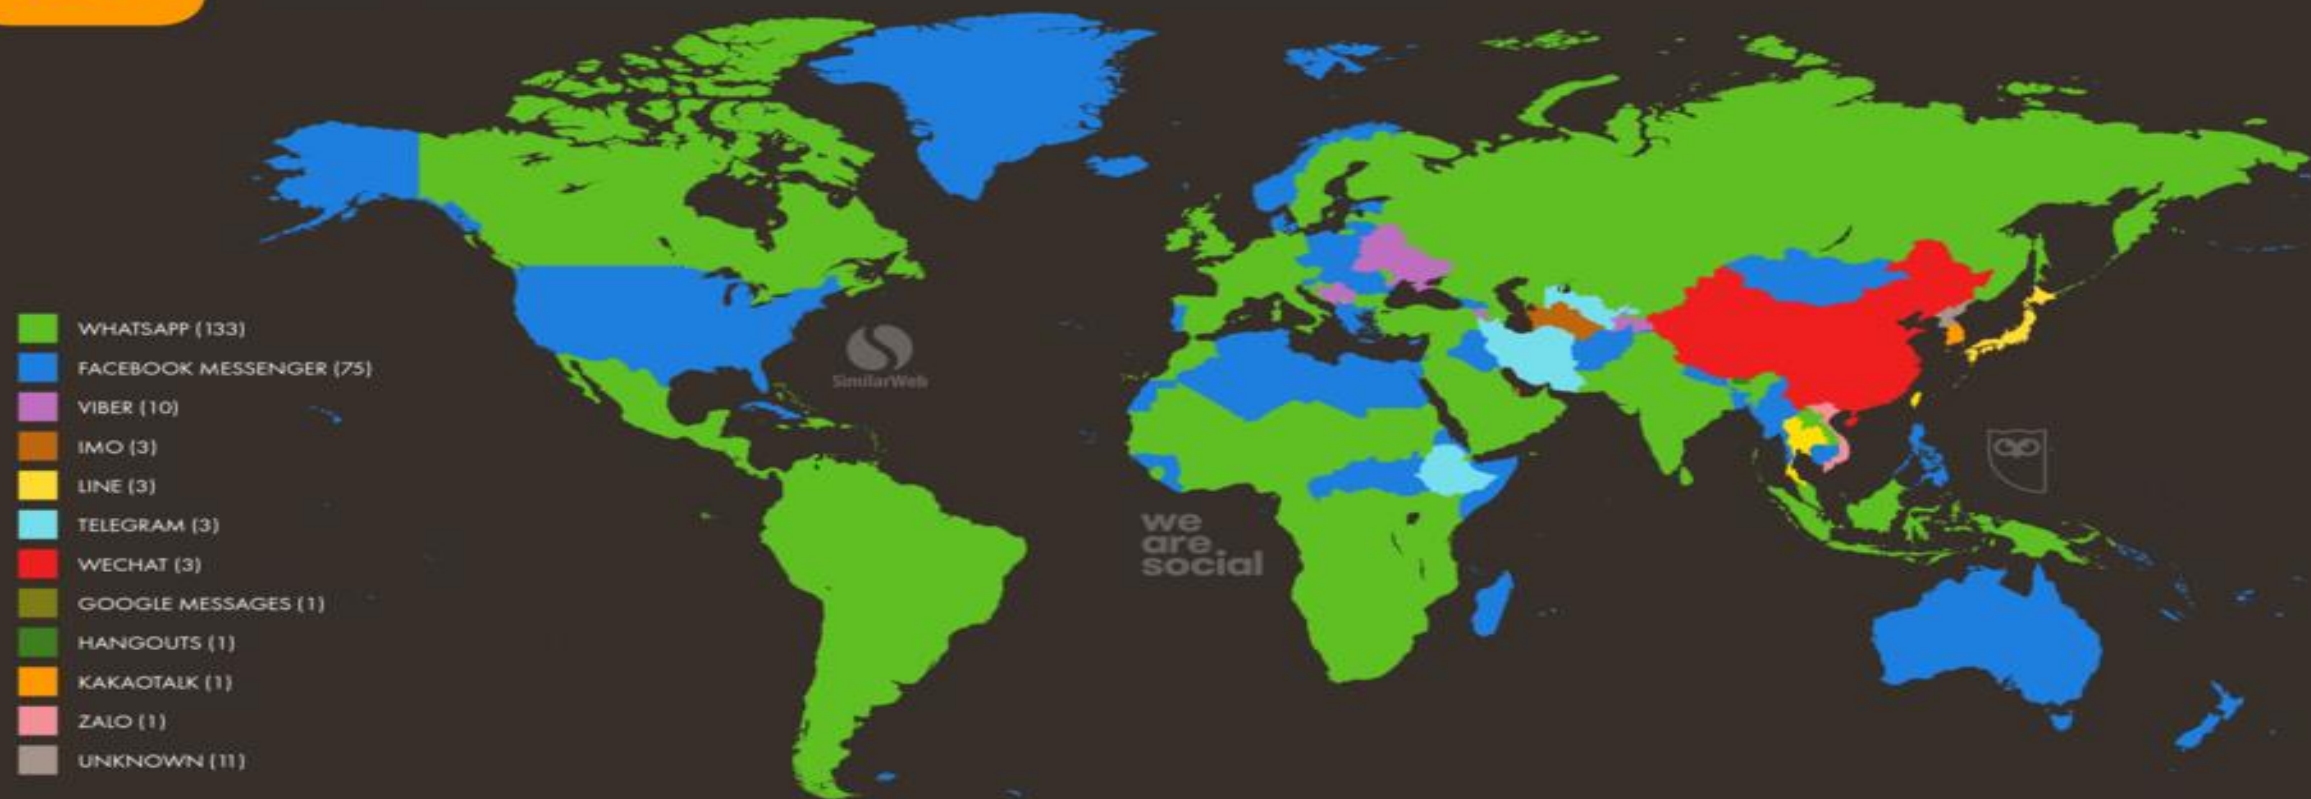 WHATSAPP (133)
FACEBOOK MESSENGER (75)
VIBER (10)
IMO (3)
LINE (3)
TELEGRAM (3)
WECHAT (3)
GOOGLE MESSAGES (1)
HANGOUTS (1)
KAKAOTALK (1)
ZALO (1)
UNKNOWN (11)
SimilarWeb
we
are
social